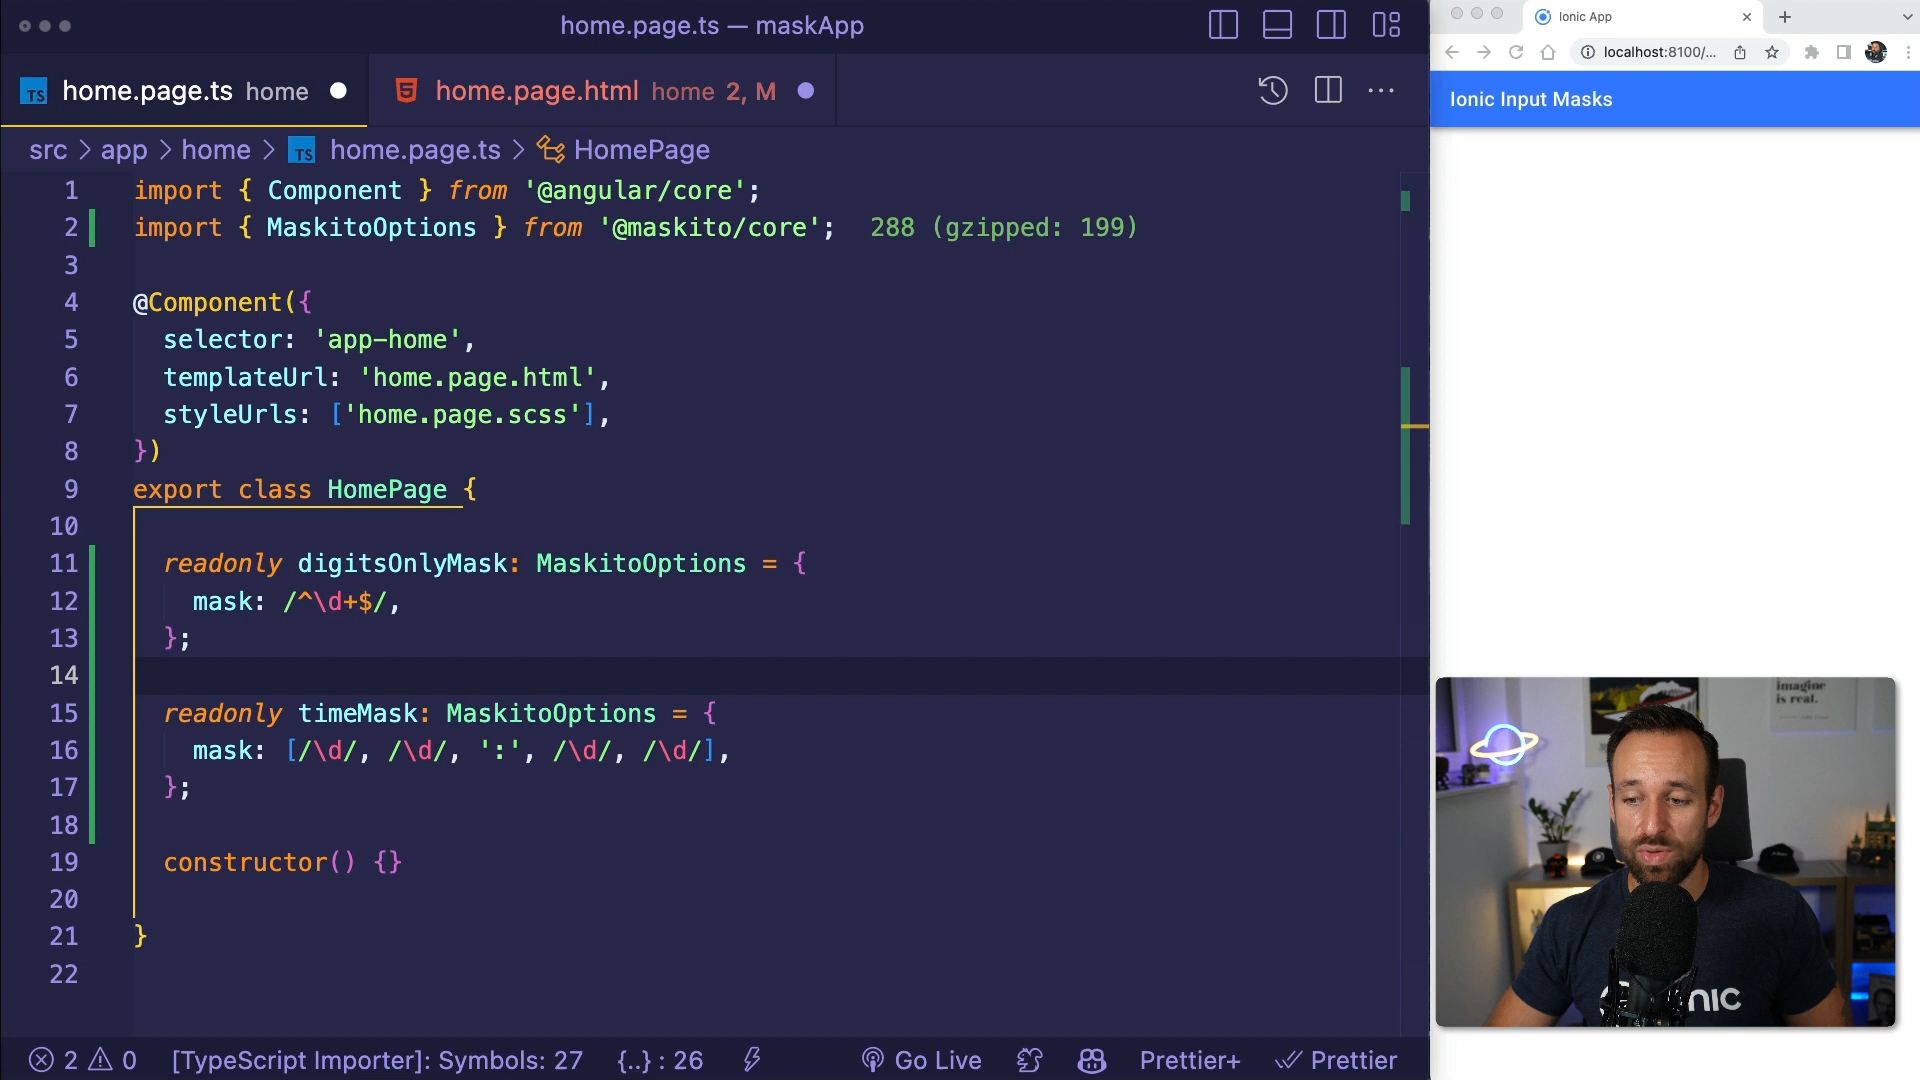 home.page.ts — maskApp
TS home.page.ts home
home.page.html home 2, M
src > app > home > TS home.page.ts > HomePage
1 import { Component } from '@angular/core';
2 import { MaskitoOptions } from '@maskito/core'; 288 (gzipped: 199)
3
4 @Component({
5 selector: 'app-home',
6 templateUrl: 'home.page.html',
7 styleUrls: ['home.page.scss'],
8 })
9 export class HomePage {
10
11 readonly digitsOnlyMask: MaskitoOptions = {
12 mask: /^\d+$/,
13 };
14
15 readonly timeMask: MaskitoOptions = {
16 mask: [/\d/, /\d/, ':', /\d/, /\d/],
17 };
18
19 constructor() {}
20
21 }
22
2 0 [TypeScript Importer]: Symbols: 27 {..} : 26 Go Live Prettier+ Prettier
Ionic App
localhost:8100/...
Ionic Input Masks
imagine
is real.